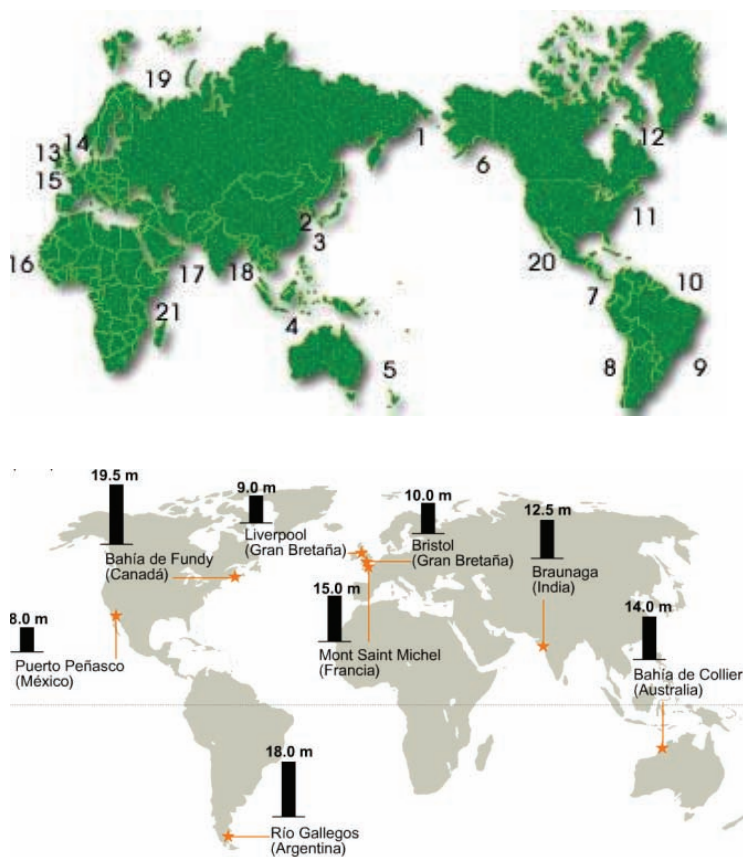 19
13
14
15
1
6
12
2
3
11
16
17
18
20
10
21
4
7
5
8
9
19.5 m
9.0 m
10.0 m
12.5 m
Liverpool
(Gran Bretaña)
Bristol
(Gran Bretaña)
Bahía de Fundy
(Canadá)
Braunaga
(India)
15.0 m
14.0 m
8.0 m
Puerto Peñasco
(México)
Mont Saint Michel
(Francia)
Bahía de Collier
(Australia)
18.0 m
Río Gallegos
(Argentina)